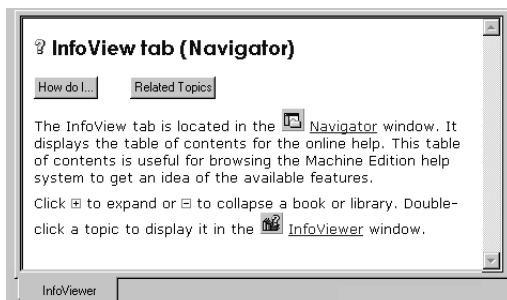 InfoView tab (Navigator)
How do I...
Related Topics
The InfoView tab is located in the Navigator window. It
displays the table of contents for the online help. This table
of contents is useful for browsing the Machine Edition help
system to get an idea of the available features.
Click ⊞ to expand or ⊟ to collapse a book or library. Double-
click a topic to display it in the InfoViewer window.
InfoViewer